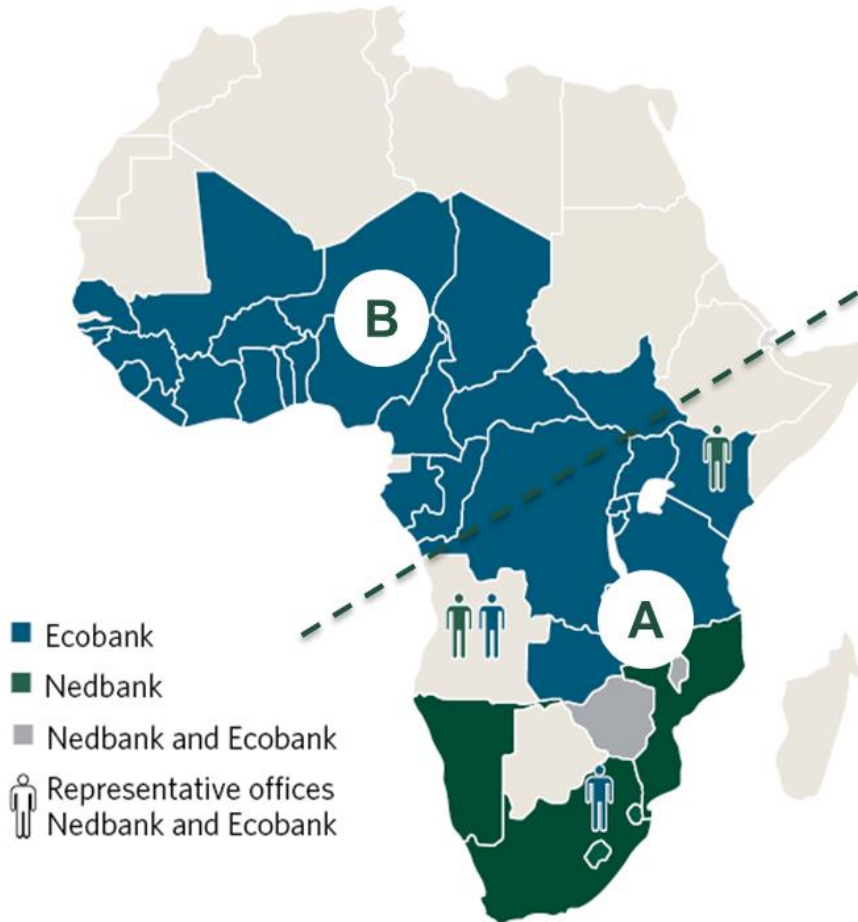 B
A
Ecobank
Nedbank
Nedbank and Ecobank
Representative offices
Nedbank and Ecobank